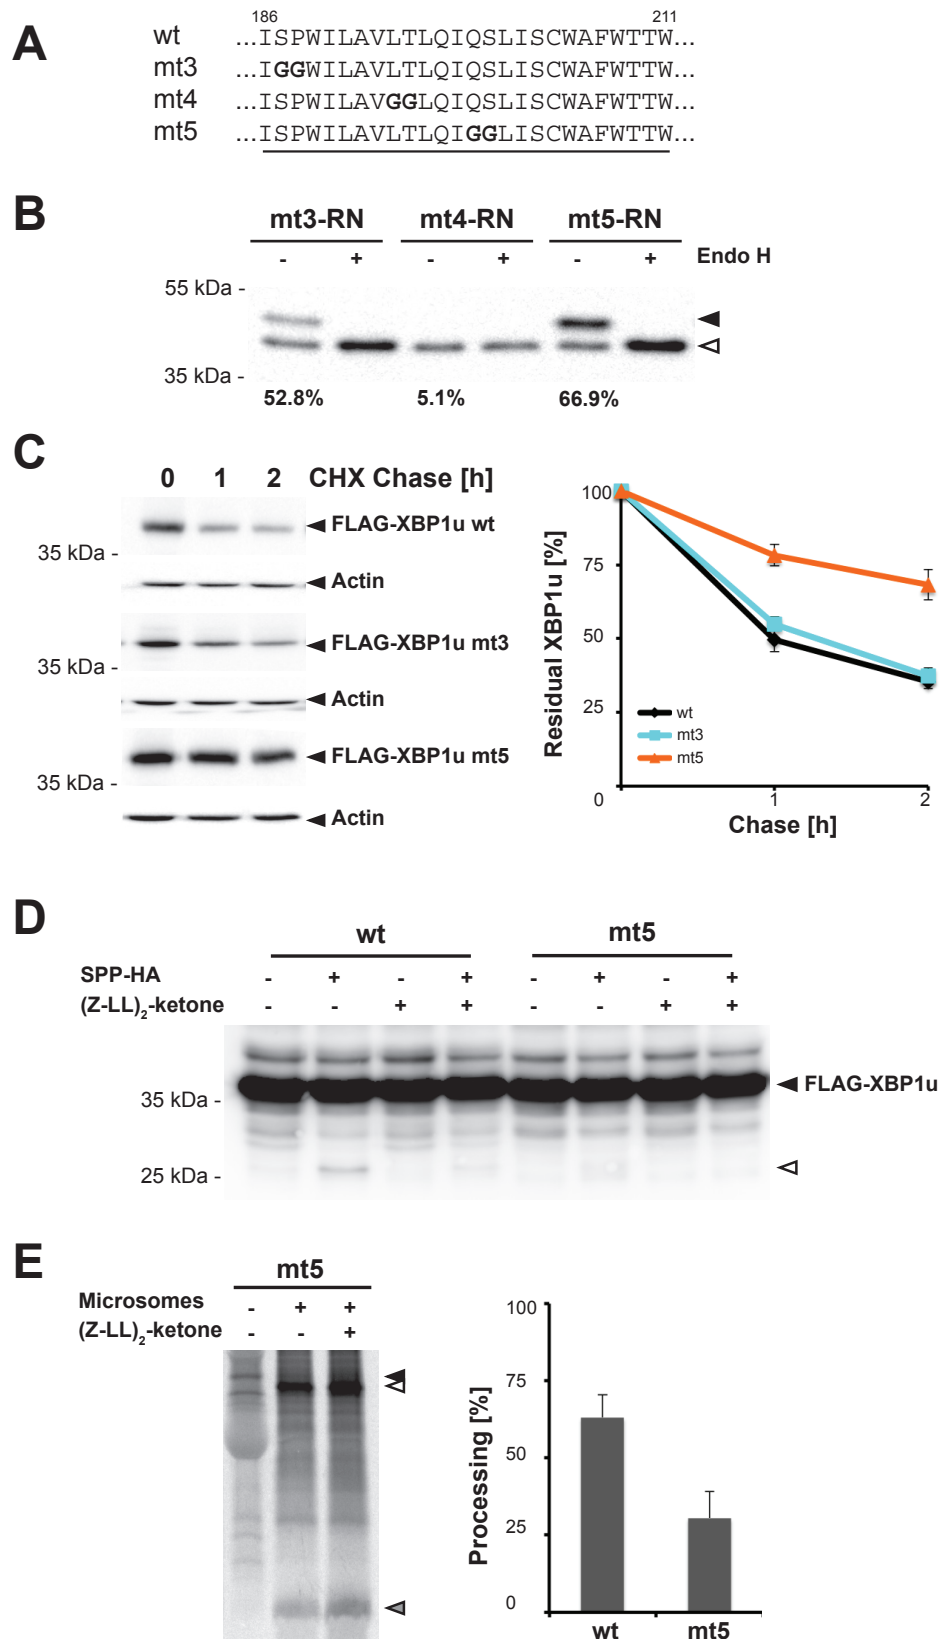 A
186 211
wt ...ISPWILAVLTLQIQSLISCWAFWTTW...
mt3 ...IGGWILAVLTLQIQSLISCWAFWTTW...
mt4 ...ISPWILAVGGLQIQSLISCWAFWTTW...
mt5 ...ISPWILAVLTLQIGGLISCWAFWTTW...
B
mt3-RN mt4-RN mt5-RN
- + - + - + Endo H
55 kDa -
35 kDa -
52.8% 5.1% 66.9%
C
0 1 2 CHX Chase [h]
FLAG-XBP1u wt
35 kDa -
Actin
FLAG-XBP1u mt3
35 kDa -
Actin
FLAG-XBP1u mt5
35 kDa -
Actin
Residual XBP1u [%]
100
75
50
25
0
wt
mt3
mt5
1 2
Chase [h]
D
wt mt5
SPP-HA - + - + - + - +
(Z-LL)2-ketone - - + + - - + +
FLAG-XBP1u
35 kDa -
25 kDa -
E
mt5
Microsomes - + +
(Z-LL)2-ketone - - +
Processing [%]
100
75
50
25
0
wt mt5